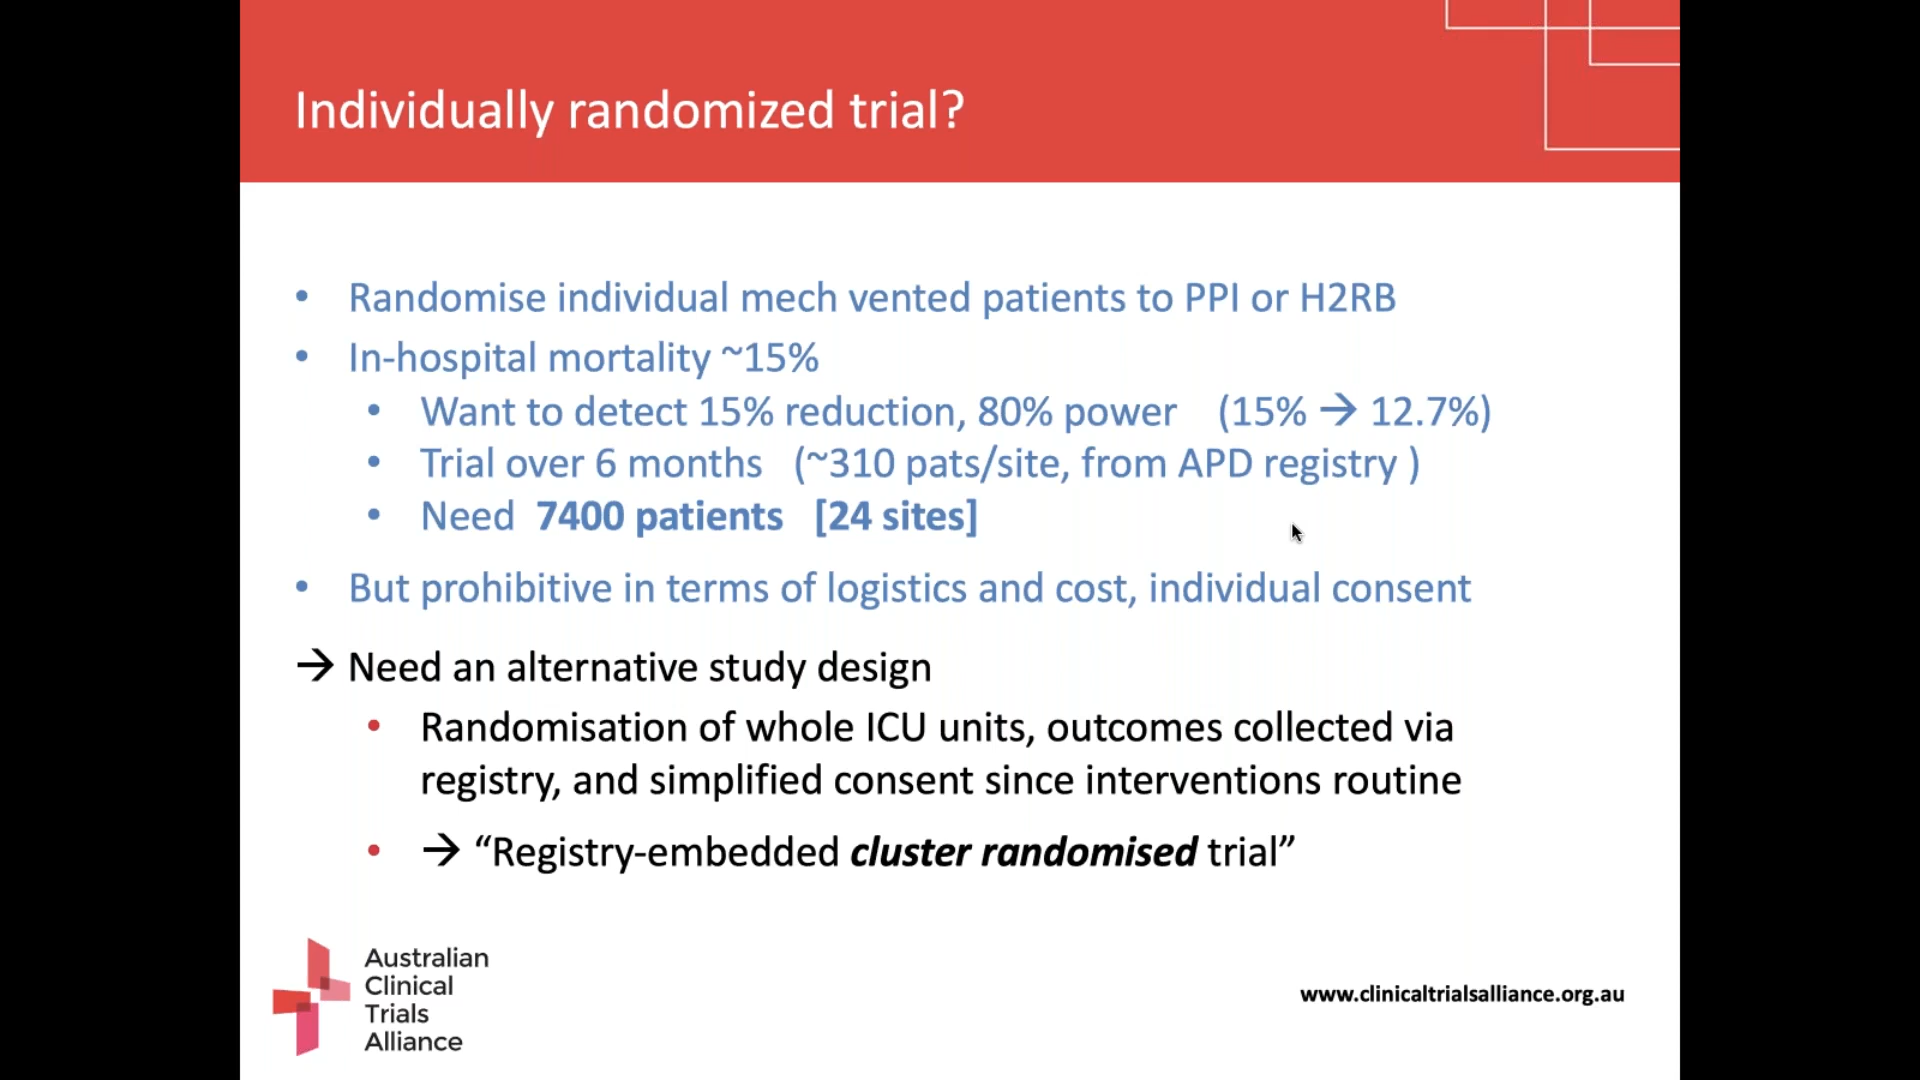 Individually randomized trial?
• Randomise individual mech vented patients to PPI or H2RB
• In-hospital mortality ~15%
• Want to detect 15% reduction, 80% power (15% → 12.7%)
• Trial over 6 months (~310 pats/site, from APD registry )
• Need 7400 patients [24 sites]
• But prohibitive in terms of logistics and cost, individual consent
→ Need an alternative study design
• Randomisation of whole ICU units, outcomes collected via
registry, and simplified consent since interventions routine
• → “Registry-embedded cluster randomised trial”
Australian
Clinical
Trials
Alliance
www.clinicaltrialsalliance.org.au